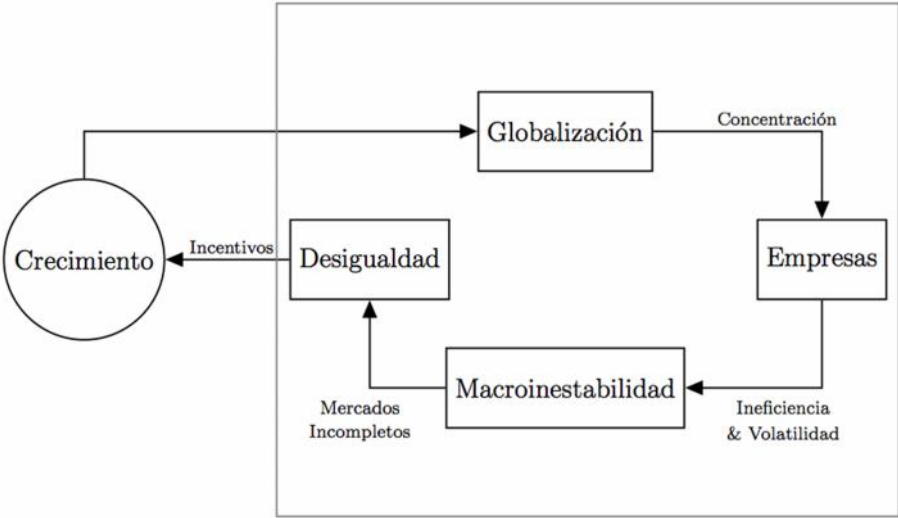 Concentración
Globalización
Incentivos
Desigualdad
Empresas
Crecimiento
Macroinestabilidad
Mercados
Incompletos
Ineficiencia
& Volatilidad